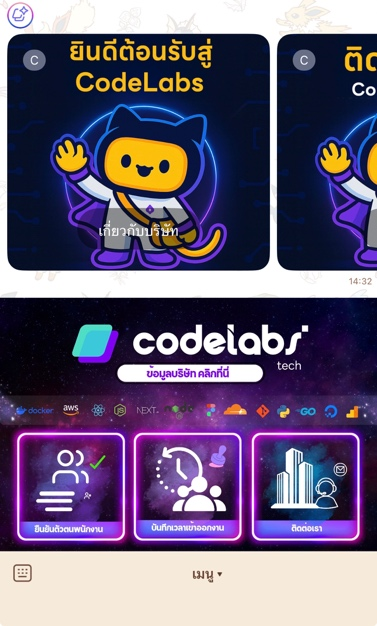 ยินดีต้อนรับสู่
CodeLabs
C
เกี่ยวกับบริษัท
C
ติด
Co
14:32
codelabs
tech
ข้อมูลบริษัท คลิกที่นี่
docker
aws
NEXT
GO
ยืนยันตัวตนพนักงาน
บันทึกเวลาเข้าออกงาน
ติดต่อเรา
เมนู